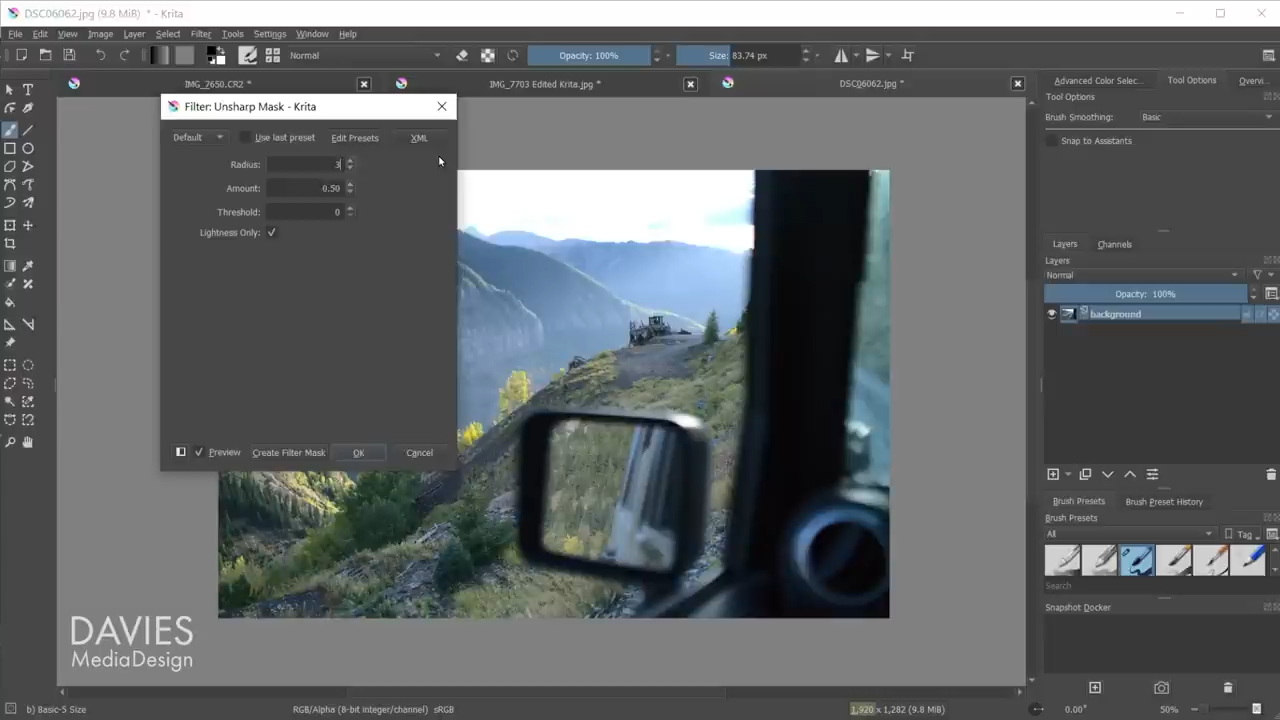 DSC06062.jpg (9.8 MiB) * - Krita
File Edit View Image Layer Select Filter Tools Settings Window Help
Normal Opacity: 100% Size: 83.74 px
IMG_2650.CR2 * IMG_7703 Edited Krita.jpg * DSC06062.jpg *
Advanced Color Selec... Tool Options Overvi...
Tool Options
Brush Smoothing: Basic
Snap to Assistants
Filter: Unsharp Mask - Krita
Default Use last preset Edit Presets XML
Radius: 3
Amount: 0.50
Threshold: 0
Lightness Only:
Preview Create Filter Mask OK Cancel
Layers Channels
Layers
Normal
Opacity: 100%
background
Brush Presets Brush Preset History
Brush Presets
All Tag
Search
Snapshot Docker
DAVIES
MediaDesign
b) Basic-5 Size RGB/Alpha (8-bit integer/channel) sRGB 1,920 x 1,282 (9.8 MiB) 0.00° 50%